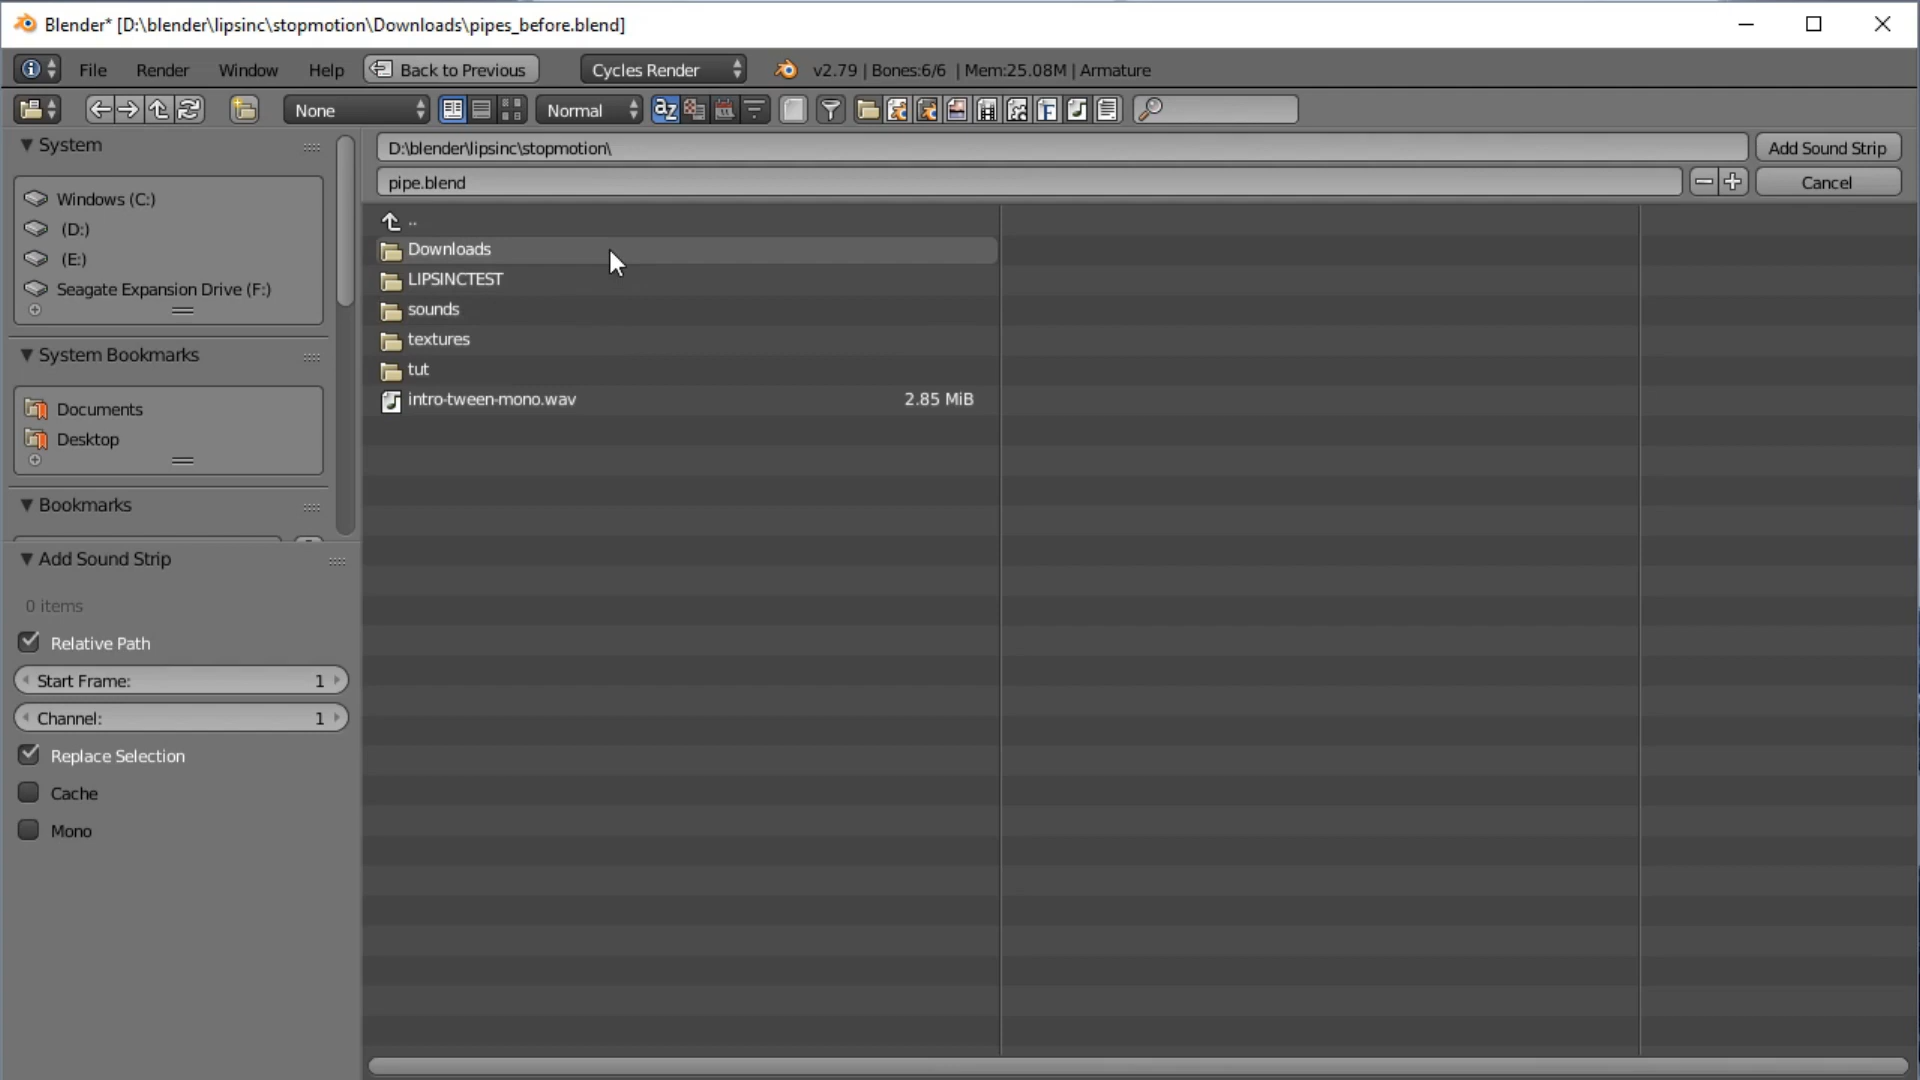 Blender* [D:\blender\lipsinc\stopmotion\Downloads\pipes_before.blend]
File Render Window Help Back to Previous Cycles Render v2.79 | Bones:6/6 | Mem:25.08M | Armature
None Normal
System
Windows (C:)
(D:)
(E:)
Seagate Expansion Drive (F:)
System Bookmarks
Documents
Desktop
Bookmarks
Add Sound Strip
0 items
Relative Path
Start Frame: 1
Channel: 1
Replace Selection
Cache
Mono
D:\blender\lipsinc\stopmotion\ Add Sound Strip
pipe.blend Cancel
..
Downloads
LIPSINCTEST
sounds
textures
tut
intro-tween-mono.wav 2.85 MiB